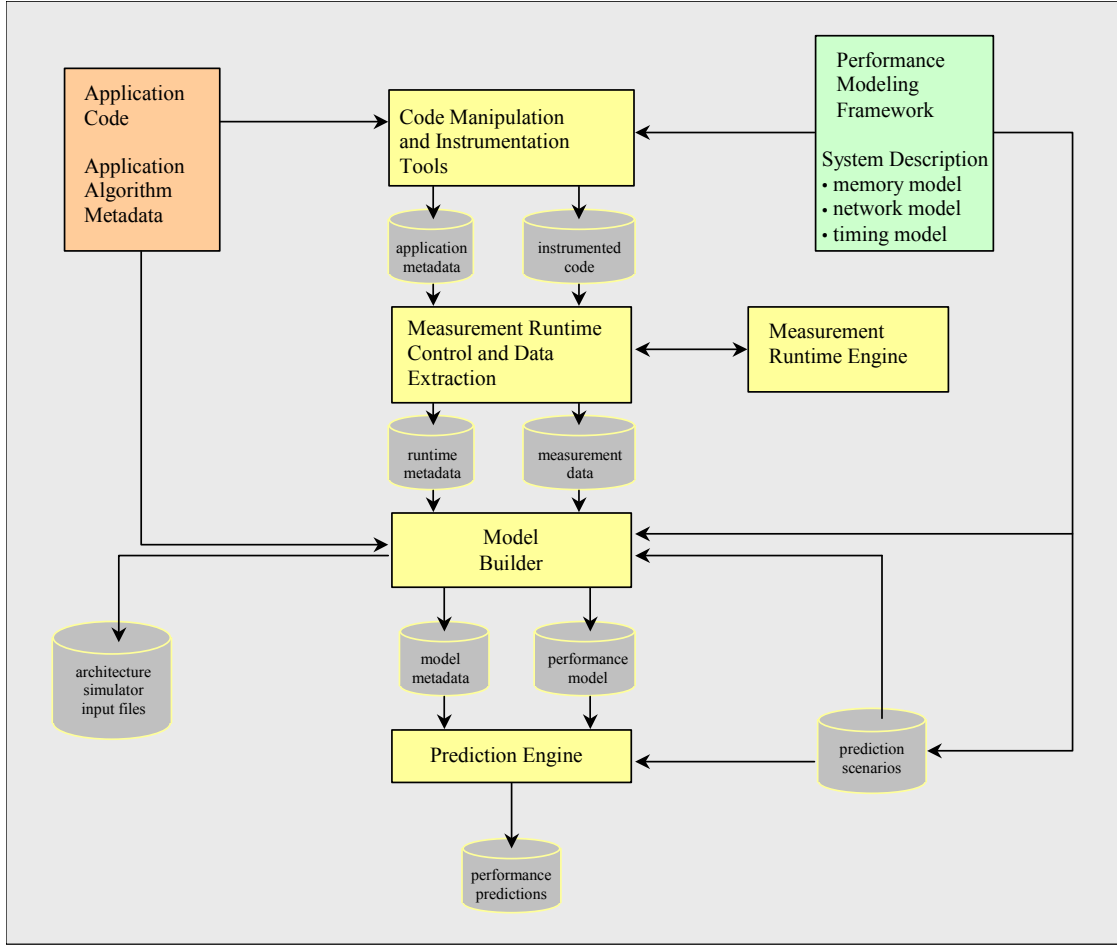 Application
Code
Application
Algorithm
Metadata
Code Manipulation
and Instrumentation
Tools
Performance
Modeling
Framework
System Description
• memory model
• network model
• timing model
application
metadata
instrumented
code
Measurement Runtime
Control and Data
Extraction
Measurement
Runtime Engine
runtime
metadata
measurement
data
Model
Builder
architecture
simulator
input files
model
metadata
performance
model
prediction
scenarios
Prediction Engine
performance
predictions